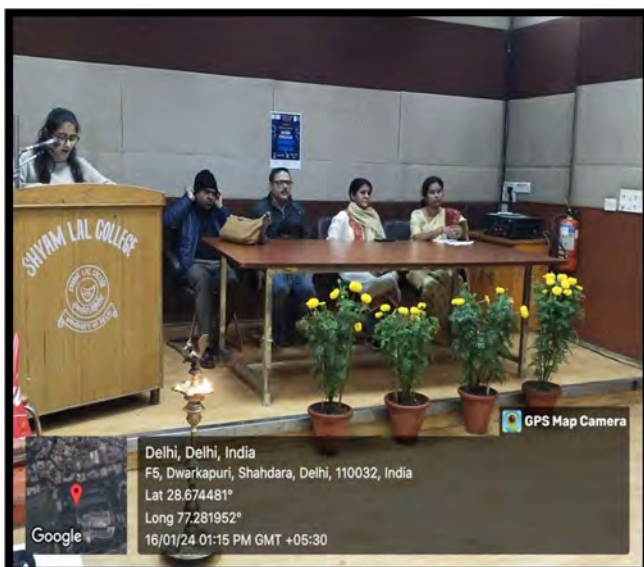 SHYAM LAL COLLEGE
GPS Map Camera
Delhi, Delhi, India
F5, Dwarkapuri, Shahdara, Delhi, 110032, India
Lat 28.674481°
Long 77.281952°
16/01/24 01:15 PM GMT +05:30
Google